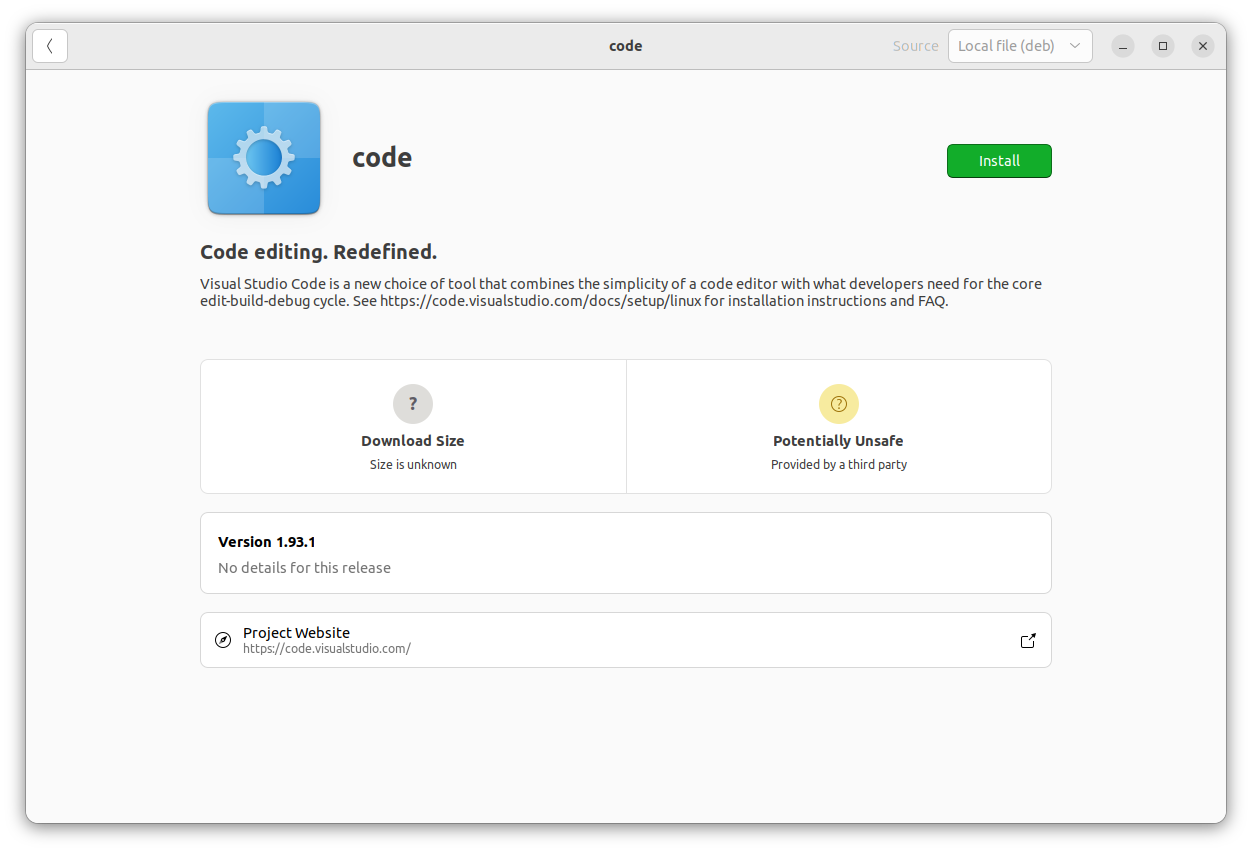 code
Source
Local file (deb)
code
Install
Code editing. Redefined.
Visual Studio Code is a new choice of tool that combines the simplicity of a code editor with what developers need for the core
edit-build-debug cycle. See https://code.visualstudio.com/docs/setup/linux for installation instructions and FAQ.
?
?
Download Size
Potentially Unsafe
Size is unknown
Provided by a third party
Version 1.93.1
No details for this release
Project Website
https://code.visualstudio.com/